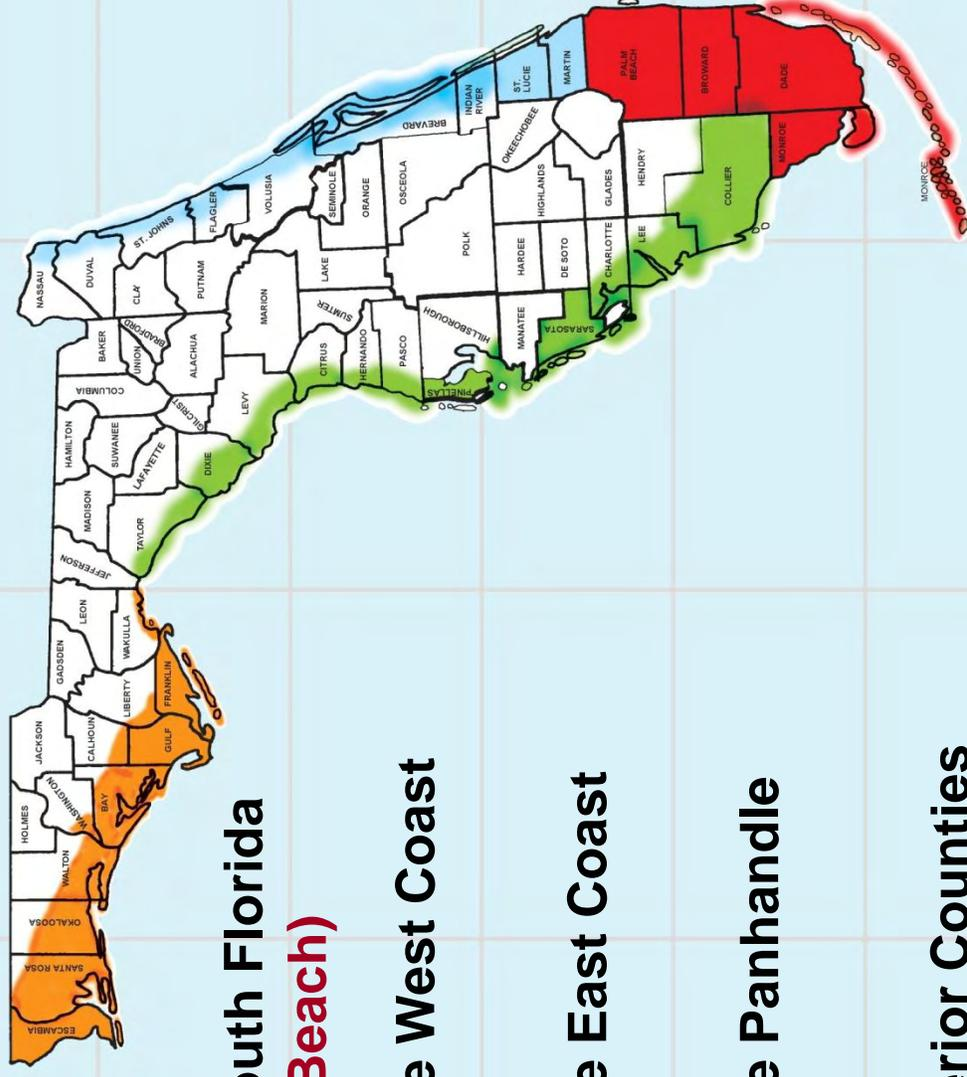 outh Florida
Beach)
e West Coast
e East Coast
e Panhandle
erior Counties
ESCAMBIA
SANTA ROSA
OKALOOSA
WALTON
HOLMES
WASHINGTON
BAY
JACKSON
CALHOUN
GULF
GADSDEN
LIBERTY
FRANKLIN
LEON
WAKULLA
JEFFERSON
MADISON
TAYLOR
HAMILTON
SUWANEE
LAFAYETTE
DIXIE
COLUMBIA
GILCRIST
LEVY
BAKER
UNION
BRADFORD
ALACHUA
NASSAU
DUVAL
CLA
ST. JOHNS
PUTNAM
FLAGLER
MARION
VOLUSIA
CITRUS
SUMTER
LAKE
SEMINOLE
ORANGE
HERNANDO
PASCO
OSCEOLA
BREVARD
PINELLAS
HILLSBOROUGH
POLK
INDIAN
RIVER
MANATEE
HARDEE
HIGHLANDS
OKEECHOBEE
ST.
LUCIE
SARASOTA
DE SOTO
MARTIN
CHARLOTTE
GLADES
LEE
HENDRY
PALM
BEACH
COLLIER
BROWARD
MONROE
DADE
MONROE